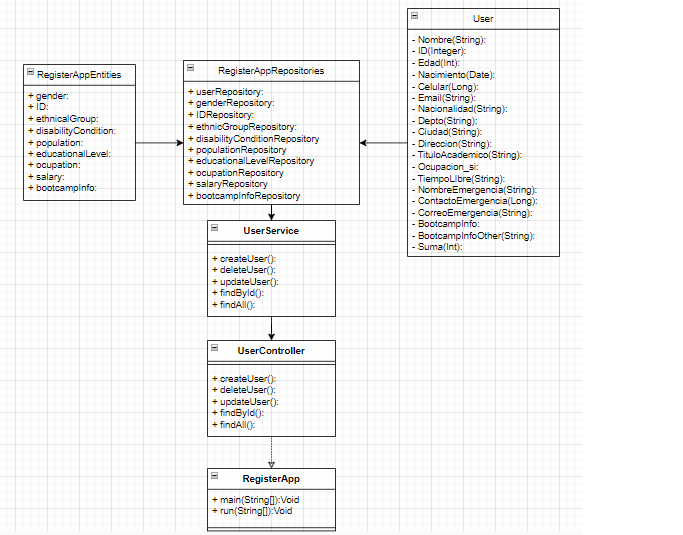 User
- Nombre(String):
- ID(Integer):
- Edad(Int):
- Nacimiento(Date):
- Celular(Long):
- Email(String):
- Nacionalidad(String):
- Depto(String):
- Ciudad(String):
- Direccion(String):
- TituloAcademico(String):
- Ocupacion_si:
- TiempoLIbre(String):
- NombreEmergencia(String):
- ContactoEmergencia(Long):
- CorreoEmergencia(String):
- BootcampInfo:
- BootcampInfoOther(String):
- Suma(Int):
RegisterAppEntities
+ gender:
+ ID:
+ ethnicalGroup:
+ disabilityCondition:
+ population:
+ educationalLevel:
+ ocupation:
+ salary:
+ bootcampInfo:
RegisterAppRepositories
+ userRepository:
+ genderRepository:
+ IDRepository:
+ ethnicGroupRepository:
+ disabilityConditionRepository
+ populationRepository
+ educationalLevelRepository
+ ocupationRepository
+ salaryRepository
+ bootcampInfoRepository
UserService
+ createUser():
+ deleteUser():
+ updateUser():
+ findById():
+ findAll():
UserController
+ createUser():
+ deleteUser():
+ updateUser():
+ findById():
+ findAll():
RegisterApp
+ main(String[]):Void
+ run(String[]):Void